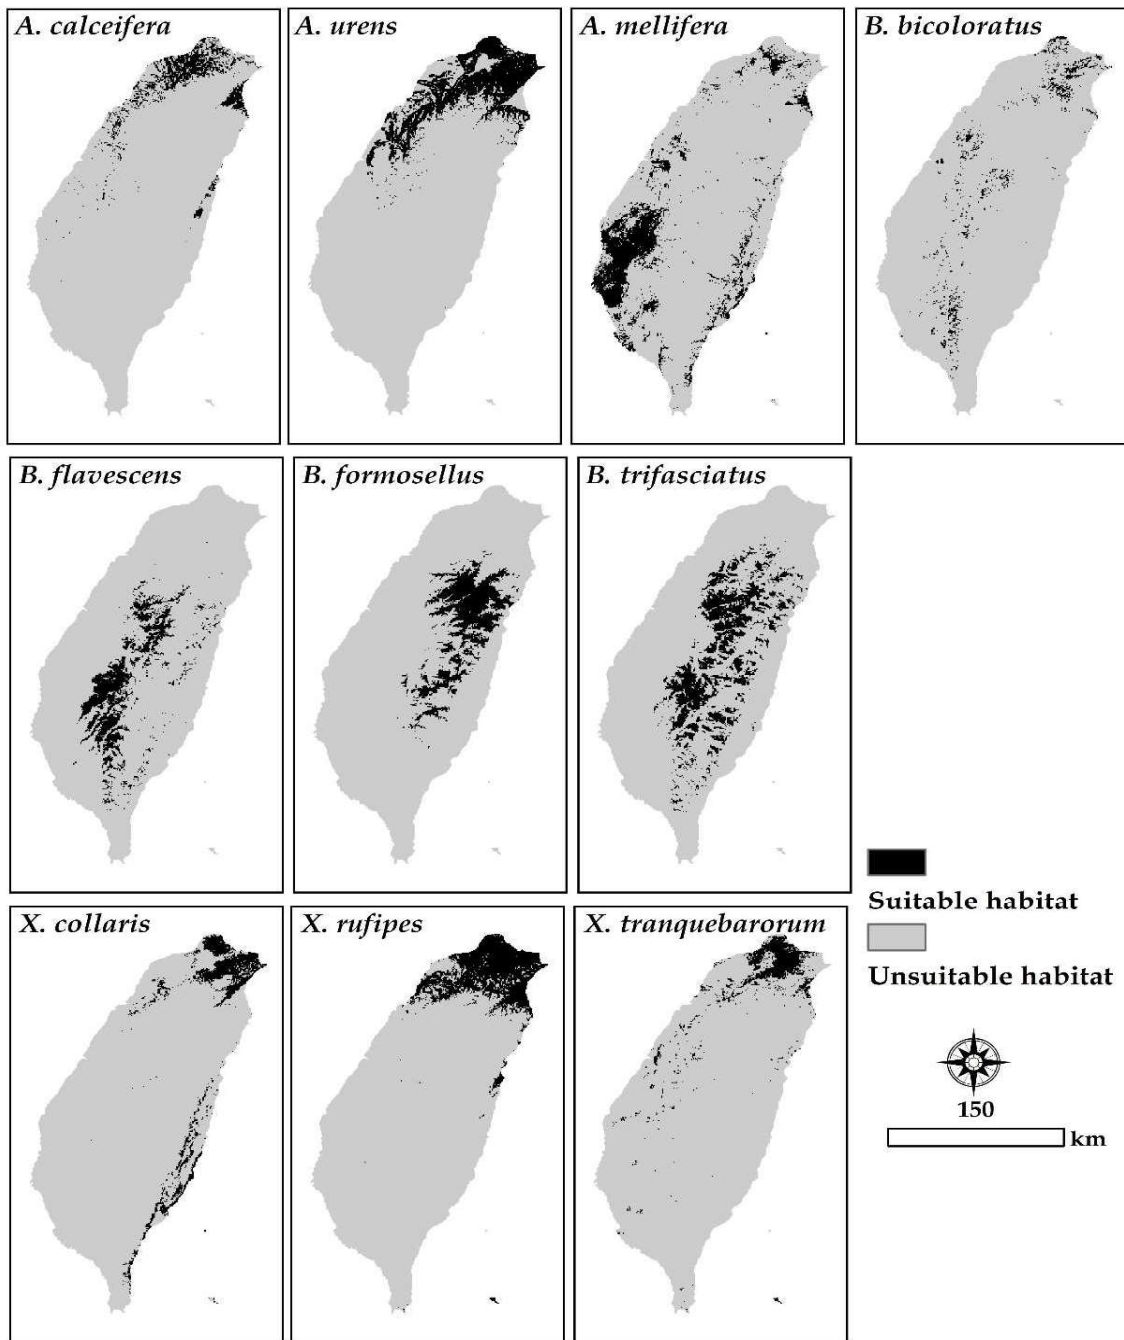 A. calceifera
A. urens
A. mellifera
B. bicoloratus
B. flavescens
B. formosellus
B. trifasciatus
Suitable habitat
Unsuitable habitat
150
km
X. collaris
X. rufipes
X. tranquebarorum